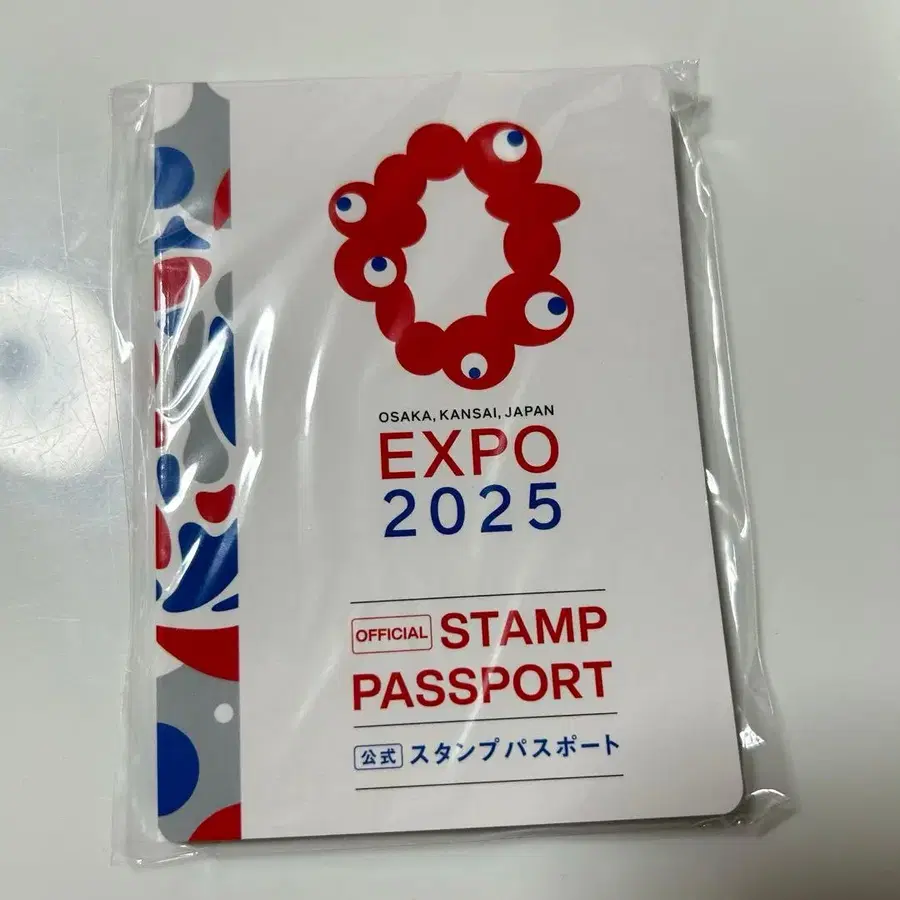 OSAKA, KANSAI, JAPAN
EXPO
2025
OFFICIAL STAMP
PASSPORT
公式 スタンプパスポート